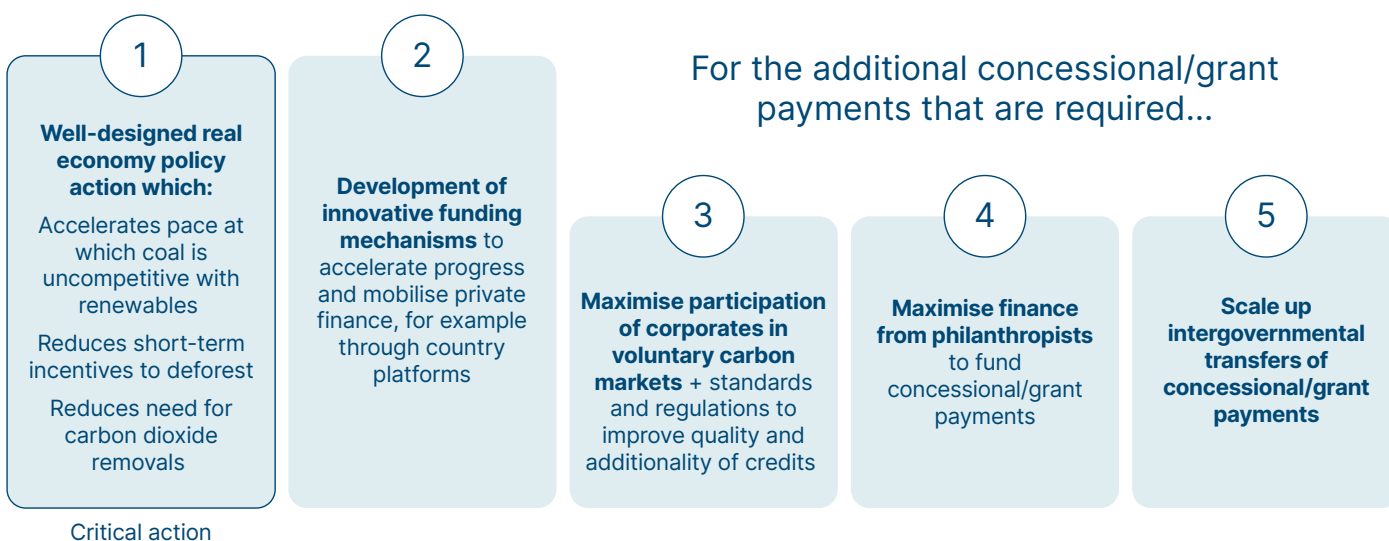 1
Well-designed real
economy policy
action which:
Accelerates pace at
which coal is
uncompetitive with
renewables
Reduces short-term
incentives to deforest
Reduces need for
carbon dioxide
removals
Critical action
2
Development of
innovative funding
mechanisms to
accelerate progress
and mobilise private
finance, for example
through country
platforms
For the additional concessional/grant
payments that are required...
3
Maximise participation
of corporates in
voluntary carbon
markets + standards
and regulations to
improve quality and
additionality of credits
4
Maximise finance
from philanthropists
to fund
concessional/grant
payments
5
Scale up
intergovernmental
transfers of
concessional/grant
payments